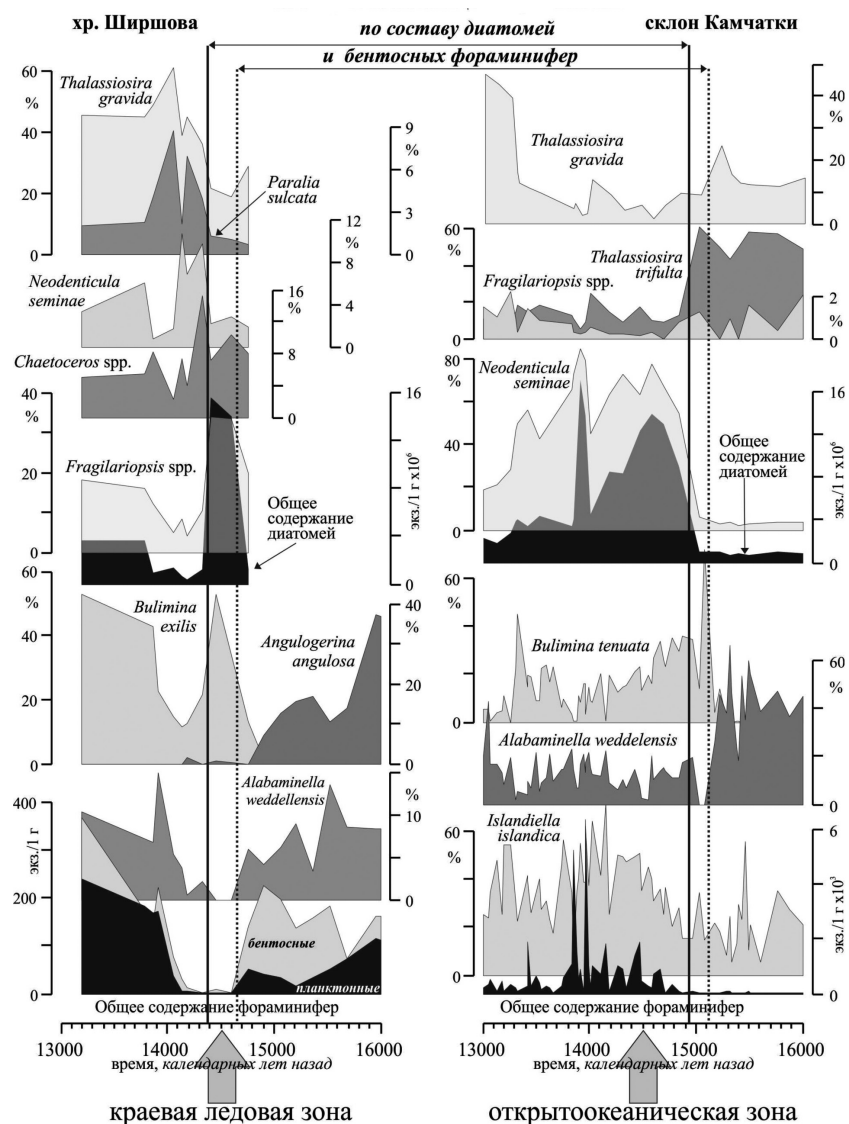 хр. Ширшова
по составу диатомей
и бентосных фораминифер
склон Камчатки
60
%
40
20
0
Thalassiosira
gravida
9
%
6
3
0
Paralia
sulcata
12
%
8
4
0
Neodenticula
seminae
16
%
8
0
Chaetoceros spp.
40
%
20
0
Fragilariopsis spp.
16
экз./1 г х10⁶
0
Общее
содержание
диатомей
60
%
40
20
0
Bulimina
exilis
40
%
20
0
Angulogerina
angulosa
Alabaminella
weddellensis
%
10
0
400
экз./1 г
200
0
бентосные
планктонные
Общее содержание фораминифер
13000
14000
15000
16000
время, календарных лет назад
краевая ледовая зона
40
%
20
0
Thalassiosira
gravida
60
%
0
Thalassiosira
trifulta
Fragilariopsis spp.
2
%
0
80
%
40
0
Neodenticula
seminae
16
экз./1 г х10⁶
0
Общее
содержание
диатомей
60
%
0
Bulimina tenuata
60
%
0
Alabaminella weddelensis
60
%
0
Islandiella
islandica
6
экз./1 г х10³
0
Общее содержание фораминифер
13000
14000
15000
16000
время, календарных лет назад
открытоокеаническая зона